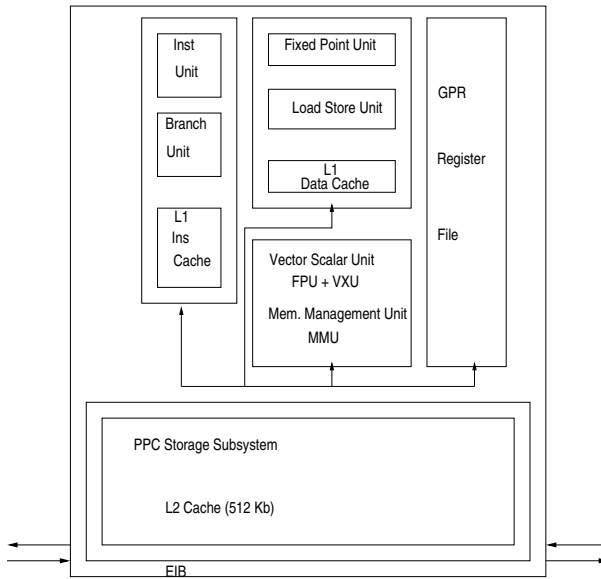 Inst
Unit
Branch
Unit
L1
Ins
Cache
Fixed Point Unit
Load Store Unit
L1
Data Cache
GPR
Register
File
Vector Scalar Unit
FPU + VXU
Mem. Management Unit
MMU
PPC Storage Subsystem
L2 Cache (512 Kb)
EIB